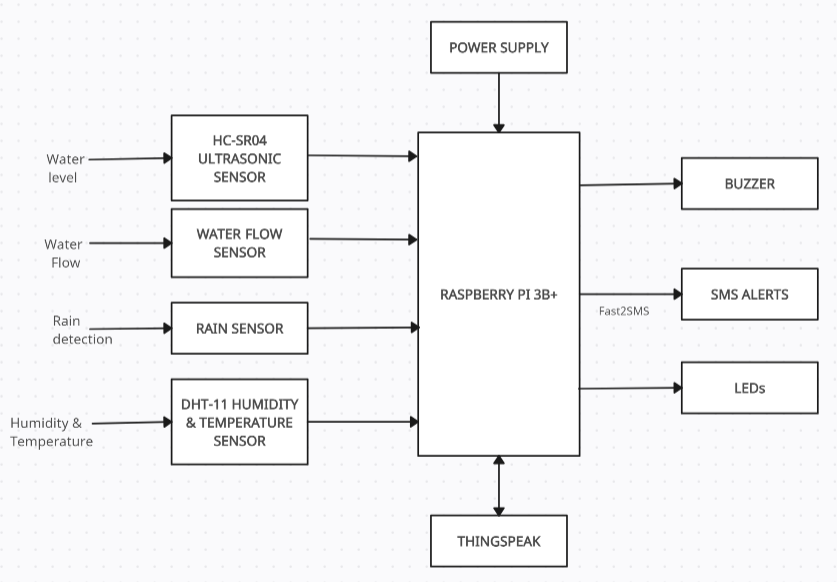 POWER SUPPLY
Water
level
HC-SR04
ULTRASONIC
SENSOR
BUZZER
Water
Flow
WATER FLOW
SENSOR
RASPBERRY PI 3B+
SMS ALERTS
Fast2SMS
Rain
detection
RAIN SENSOR
LEDs
Humidity &
Temperature
DHT-11 HUMIDITY
& TEMPERATURE
SENSOR
THINGSPEAK